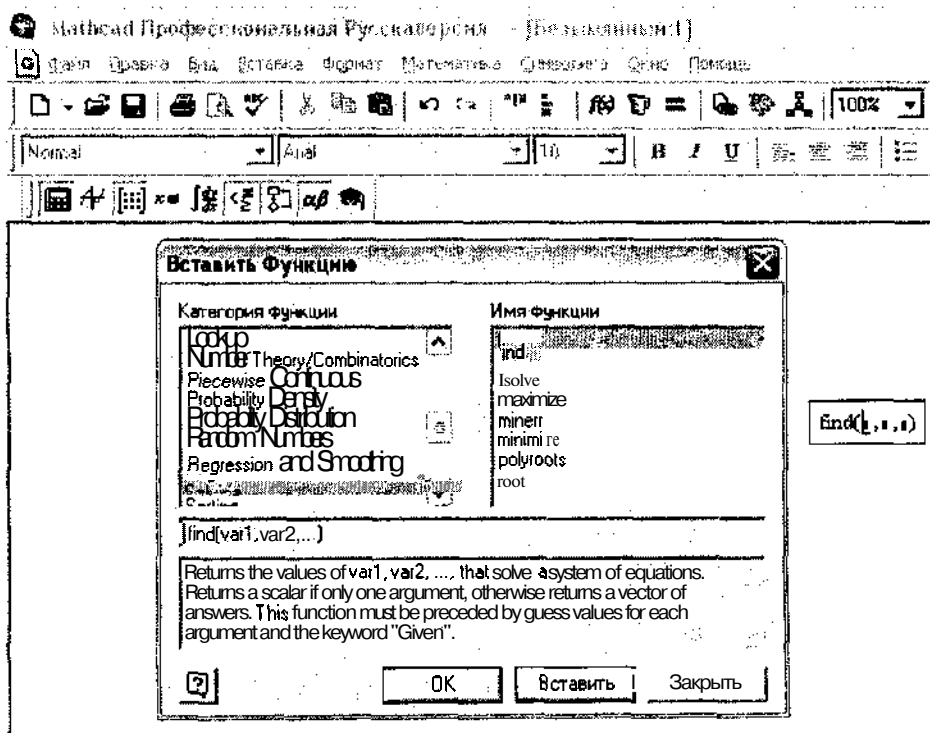 Mathcad Профессиональная Русская версия - [Безымянный:1]
Файл Правка Вид Вставка Формат Математика Символика Окно Помощь
100%
Normal Arial 10 B I U
αβ
Вставить Функцию
Категория функции Имя функции
Lookup
Number Theory/Combinatorics
Piecewise Continuous
Probability Density
Probability Distribution
Random Numbers
Regression and Smoothing
Sorting
find
lsolve
maximize
minerr
minimi re
polyroots
root
find(var1,var2,...)
Returns the values of var1, var2, ..., that solve a system of equations.
Returns a scalar if only one argument, otherwise returns a vector of
answers. This function must be preceded by guess values for each
argument and the keyword "Given".
OK Вставить Закрыть
find(,,)